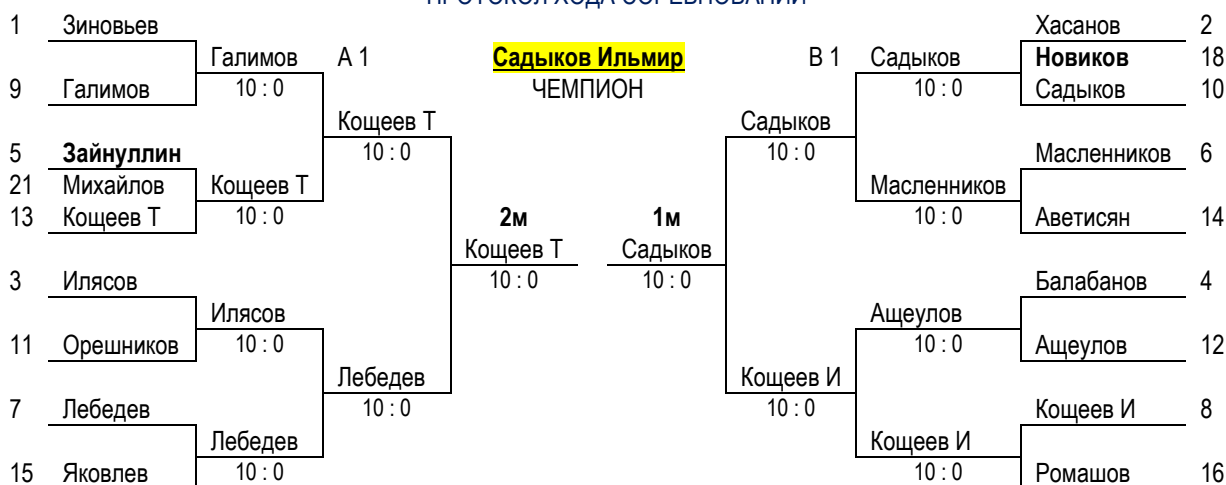 ПРОТОКОЛ ХОДА СОРЕВНОВАНИЙ
1 Зиновьев Хасанов 2
Галимов А 1 Садыков Ильмир В 1 Садыков Новиков 18
9 Галимов 10 : 0 ЧЕМПИОН 10 : 0 Садыков 10
Кощеев Т Садыков
5 Зайнуллин 10 : 0 10 : 0 Масленников 6
21 Михайлов Кощеев Т Масленников
13 Кощеев Т 10 : 0 2м 1м 10 : 0 Аветисян 14
Кощеев Т Садыков
3 Илясов 10 : 0 10 : 0 Балабанов 4
Илясов Ащеулов
11 Орешников 10 : 0 10 : 0 Ащеулов 12
Лебедев Кощеев И
7 Лебедев 10 : 0 10 : 0 Кощеев И 8
Лебедев Кощеев И
15 Яковлев 10 : 0 10 : 0 Ромашов 16